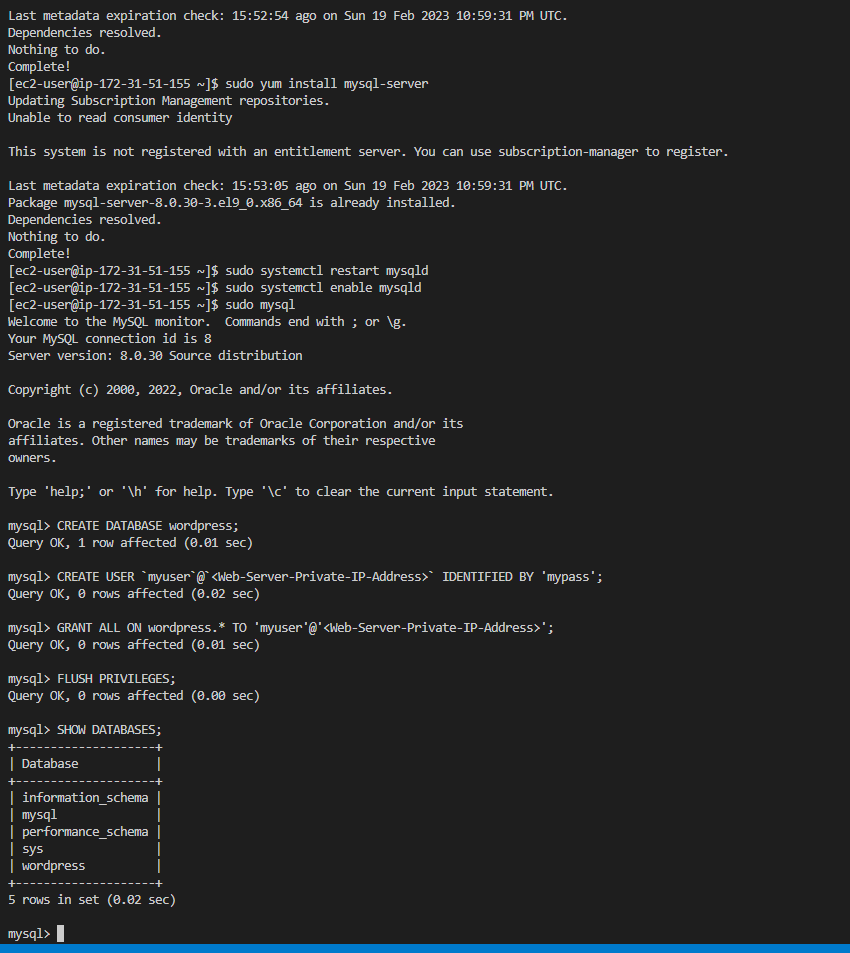 Last metadata expiration check: 15:52:54 ago on Sun 19 Feb 2023 10:59:31 PM UTC.
Dependencies resolved.
Nothing to do.
Complete!
[ec2-user@ip-172-31-51-155 ~]$ sudo yum install mysql-server
Updating Subscription Management repositories.
Unable to read consumer identity

This system is not registered with an entitlement server. You can use subscription-manager to register.

Last metadata expiration check: 15:53:05 ago on Sun 19 Feb 2023 10:59:31 PM UTC.
Package mysql-server-8.0.30-3.el9_0.x86_64 is already installed.
Dependencies resolved.
Nothing to do.
Complete!
[ec2-user@ip-172-31-51-155 ~]$ sudo systemctl restart mysqld
[ec2-user@ip-172-31-51-155 ~]$ sudo systemctl enable mysqld
[ec2-user@ip-172-31-51-155 ~]$ sudo mysql
Welcome to the MySQL monitor.  Commands end with ; or \g.
Your MySQL connection id is 8
Server version: 8.0.30 Source distribution

Copyright (c) 2000, 2022, Oracle and/or its affiliates.

Oracle is a registered trademark of Oracle Corporation and/or its
affiliates. Other names may be trademarks of their respective
owners.

Type 'help;' or '\h' for help. Type '\c' to clear the current input statement.

mysql> CREATE DATABASE wordpress;
Query OK, 1 row affected (0.01 sec)

mysql> CREATE USER `myuser`@`<Web-Server-Private-IP-Address>` IDENTIFIED BY 'mypass';
Query OK, 0 rows affected (0.02 sec)

mysql> GRANT ALL ON wordpress.* TO 'myuser'@'<Web-Server-Private-IP-Address>';
Query OK, 0 rows affected (0.01 sec)

mysql> FLUSH PRIVILEGES;
Query OK, 0 rows affected (0.00 sec)

mysql> SHOW DATABASES;
+--------------------+
| Database           |
+--------------------+
| information_schema |
| mysql              |
| performance_schema |
| sys                |
| wordpress          |
+--------------------+
5 rows in set (0.02 sec)

mysql>